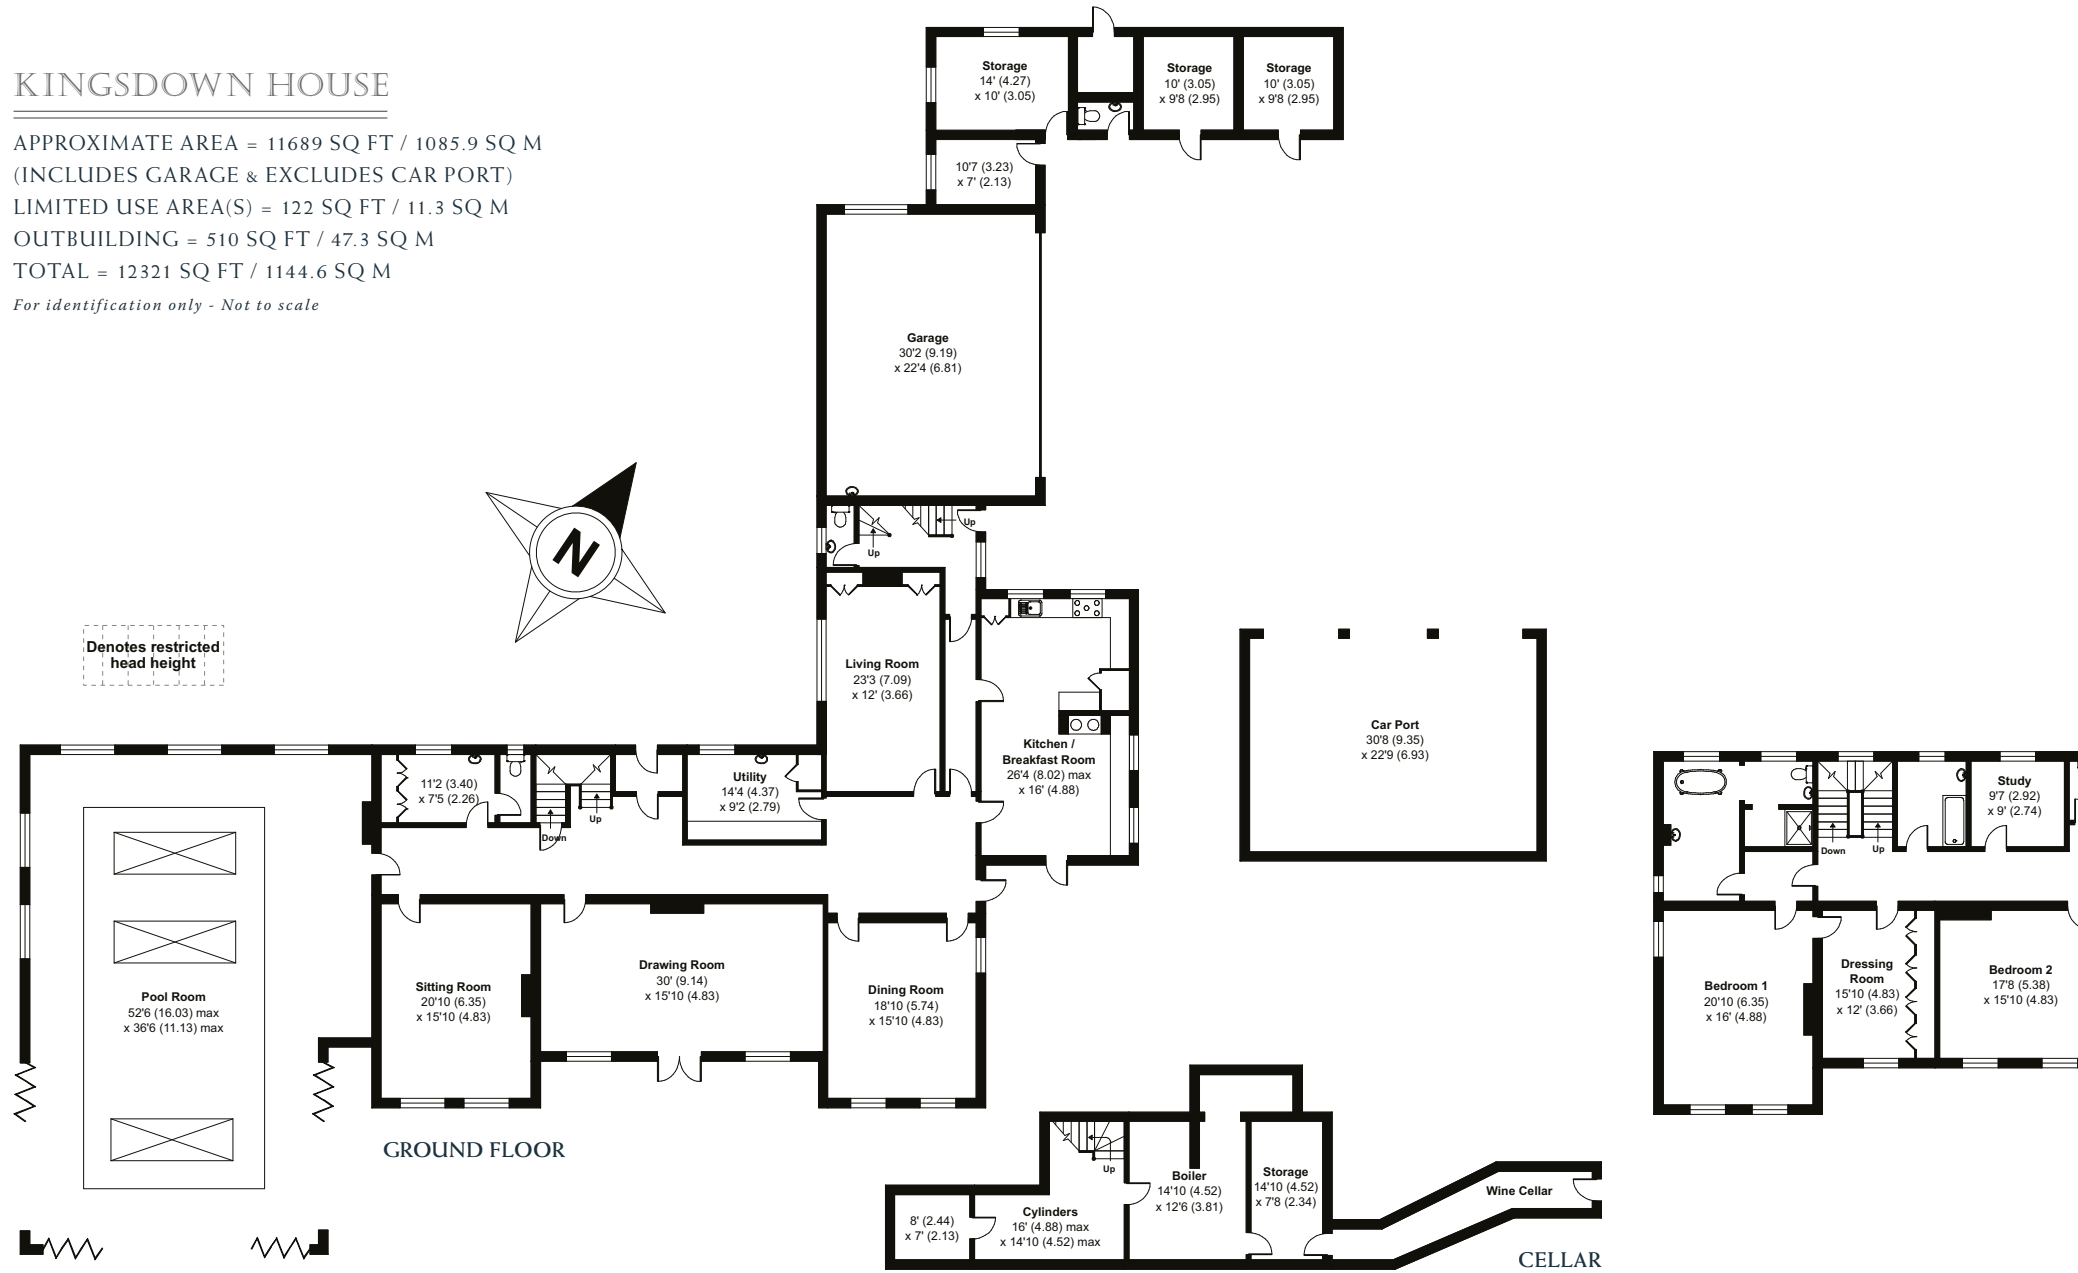 KINGSDOWN HOUSE
APPROXIMATE AREA = 11689 SQ FT / 1085.9 SQ M
(INCLUDES GARAGE & EXCLUDES CAR PORT)
LIMITED USE AREA(S) = 122 SQ FT / 11.3 SQ M
OUTBUILDING = 510 SQ FT / 47.3 SQ M
TOTAL = 12321 SQ FT / 1144.6 SQ M
For identification only - Not to scale
Storage
14' (4.27)
x 10' (3.05)
Storage
10' (3.05)
x 9'8 (2.95)
Storage
10' (3.05)
x 9'8 (2.95)
10'7 (3.23)
x 7' (2.13)
Garage
30'2 (9.19)
x 22'4 (6.81)
N
Up
Up
Denotes restricted
head height
Living Room
23'3 (7.09)
x 12' (3.66)
Kitchen /
Breakfast Room
26'4 (8.02) max
x 16' (4.88)
Car Port
30'8 (9.35)
x 22'9 (6.93)
11'2 (3.40)
x 7'5 (2.26)
Down
Up
Utility
14'4 (4.37)
x 9'2 (2.79)
Pool Room
52'6 (16.03) max
x 36'6 (11.13) max
Sitting Room
20'10 (6.35)
x 15'10 (4.83)
Drawing Room
30' (9.14)
x 15'10 (4.83)
Dining Room
18'10 (5.74)
x 15'10 (4.83)
GROUND FLOOR
Study
9'7 (2.92)
x 9' (2.74)
Down
Up
Bedroom 1
20'10 (6.35)
x 16' (4.88)
Dressing
Room
15'10 (4.83)
x 12' (3.66)
Bedroom 2
17'8 (5.38)
x 15'10 (4.83)
Up
8' (2.44)
x 7' (2.13)
Cylinders
16' (4.88) max
x 14'10 (4.52) max
Boiler
14'10 (4.52)
x 12'6 (3.81)
Storage
14'10 (4.52)
x 7'8 (2.34)
Wine Cellar
CELLAR